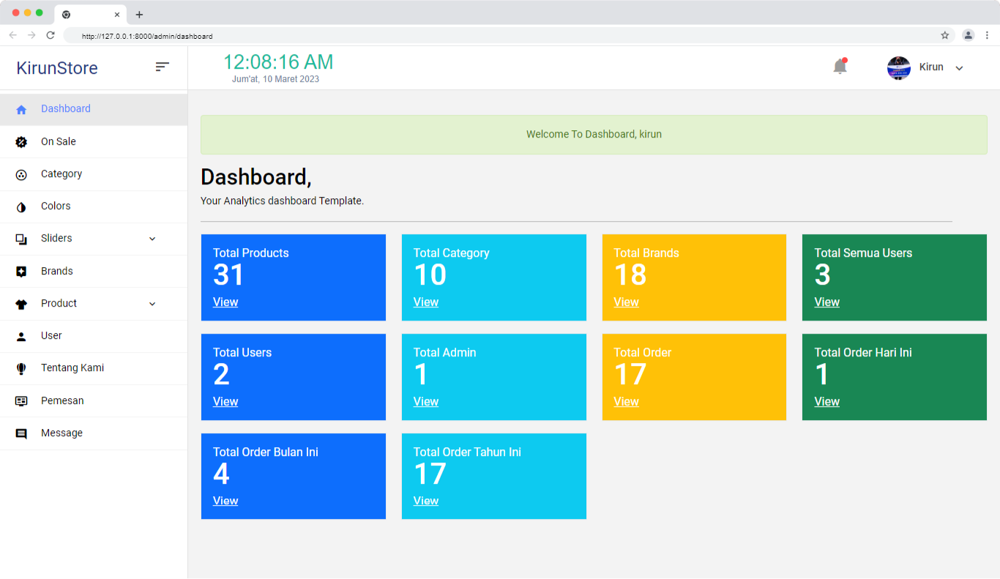 http://127.0.0.1:8000/admin/dashboard
KirunStore
12:08:16 AM
Jum'at, 10 Maret 2023
Kirun
Dashboard
On Sale
Category
Colors
Sliders
Brands
Product
User
Tentang Kami
Pemesan
Message
Welcome To Dashboard, kirun
Dashboard,
Your Analytics dashboard Template.
Total Products
31
View
Total Category
10
View
Total Brands
18
View
Total Semua Users
3
View
Total Users
2
View
Total Admin
1
View
Total Order
17
View
Total Order Hari Ini
1
View
Total Order Bulan Ini
4
View
Total Order Tahun Ini
17
View